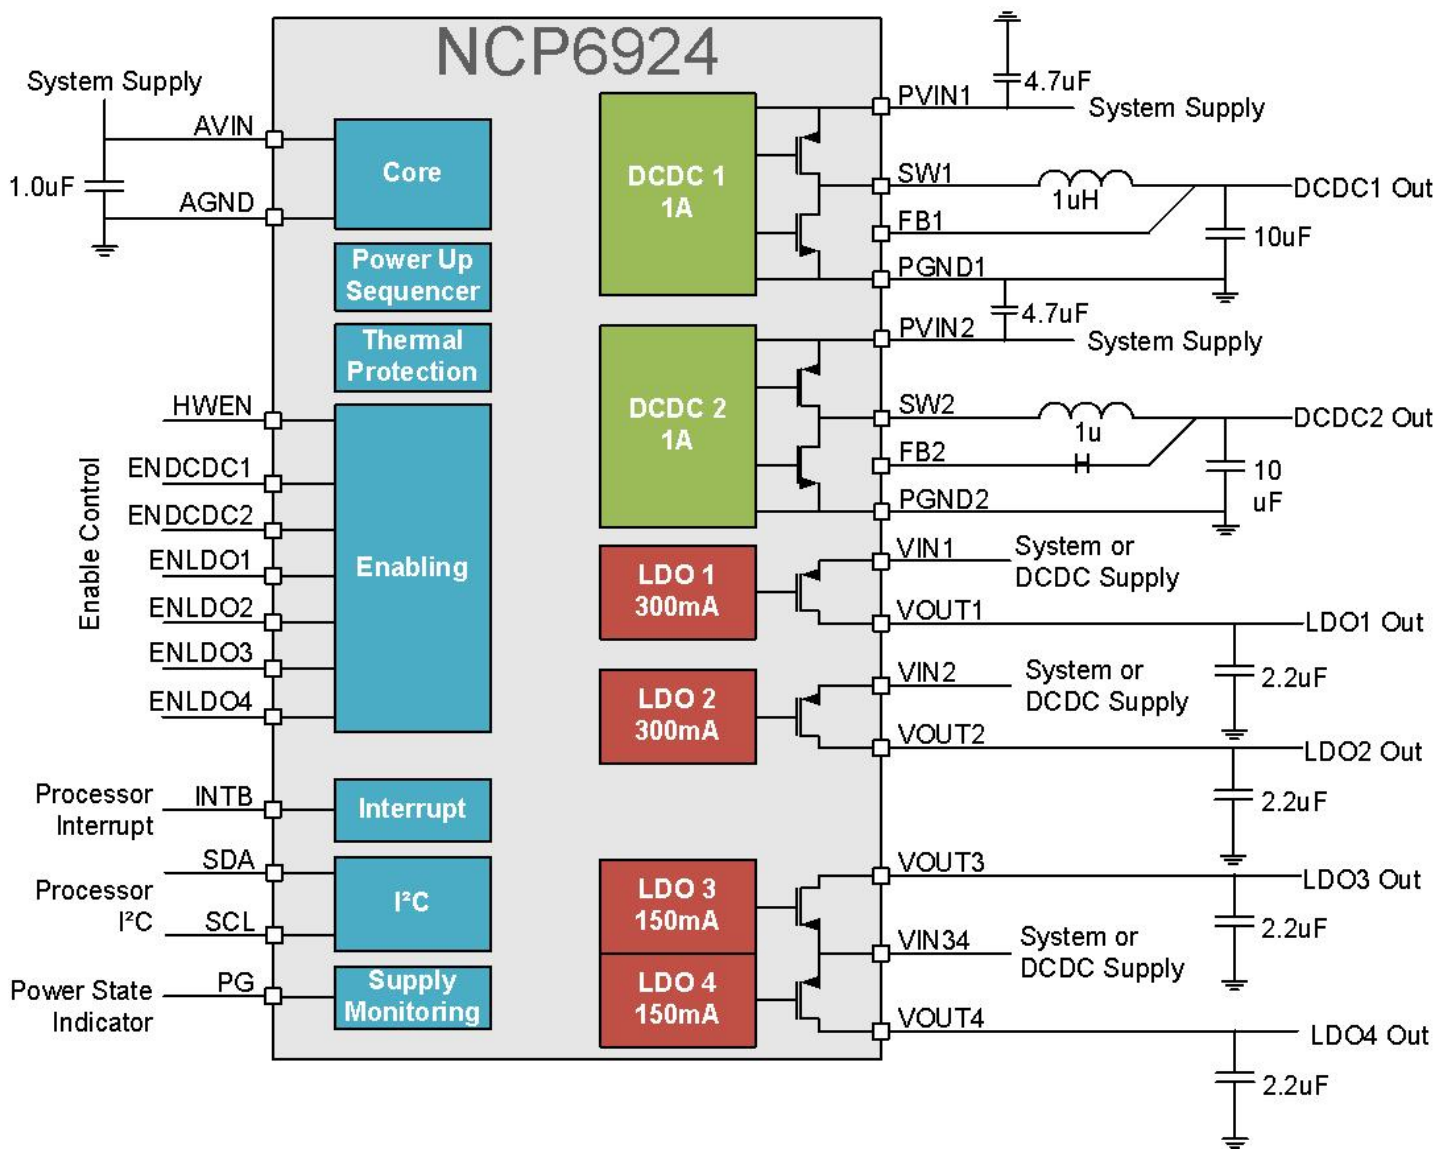 NCP6924
System Supply
AVIN
1.0uF
AGND
Core
Power Up
Sequencer
Thermal
Protection
HWEN
ENDCDC1
ENDCDC2
ENLDO1
ENLDO2
ENLDO3
ENLDO4
Enable Control
Enabling
Processor
Interrupt
INTB
Interrupt
SDA
Processor
I²C
SCL
I²C
Power State
Indicator
PG
Supply
Monitoring
DCDC 1
1A
PVIN1
4.7uF
System Supply
SW1
1uH
DCDC1 Out
FB1
10uF
PGND1
DCDC 2
1A
4.7uF
PVIN2
System Supply
SW2
1u
H
DCDC2 Out
FB2
10
uF
PGND2
LDO 1
300mA
VIN1
System or
DCDC Supply
VOUT1
LDO1 Out
2.2uF
LDO 2
300mA
VIN2
System or
DCDC Supply
VOUT2
LDO2 Out
2.2uF
LDO 3
150mA
VOUT3
LDO3 Out
2.2uF
VIN34
System or
DCDC Supply
LDO 4
150mA
VOUT4
LDO4 Out
2.2uF